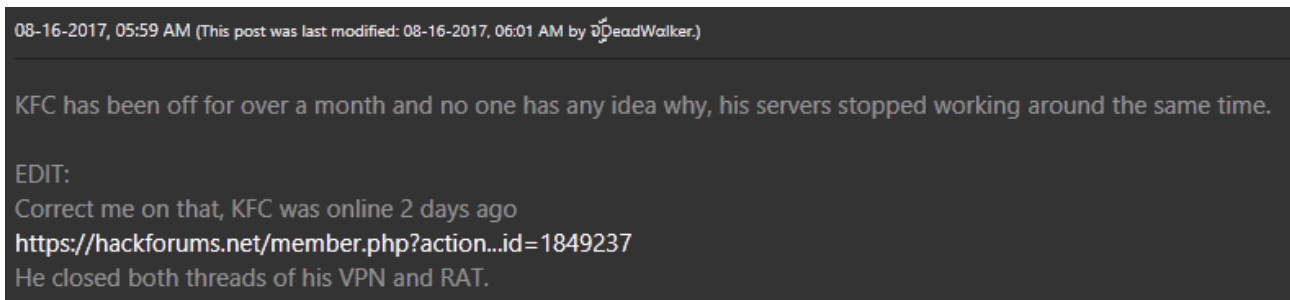 08-16-2017, 05:59 AM (This post was last modified: 08-16-2017, 06:01 AM by DeadWalker.)
KFC has been off for over a month and no one has any idea why, his servers stopped working around the same time.
EDIT:
Correct me on that, KFC was online 2 days ago
https://hackforums.net/member.php?action...id=1849237
He closed both threads of his VPN and RAT.